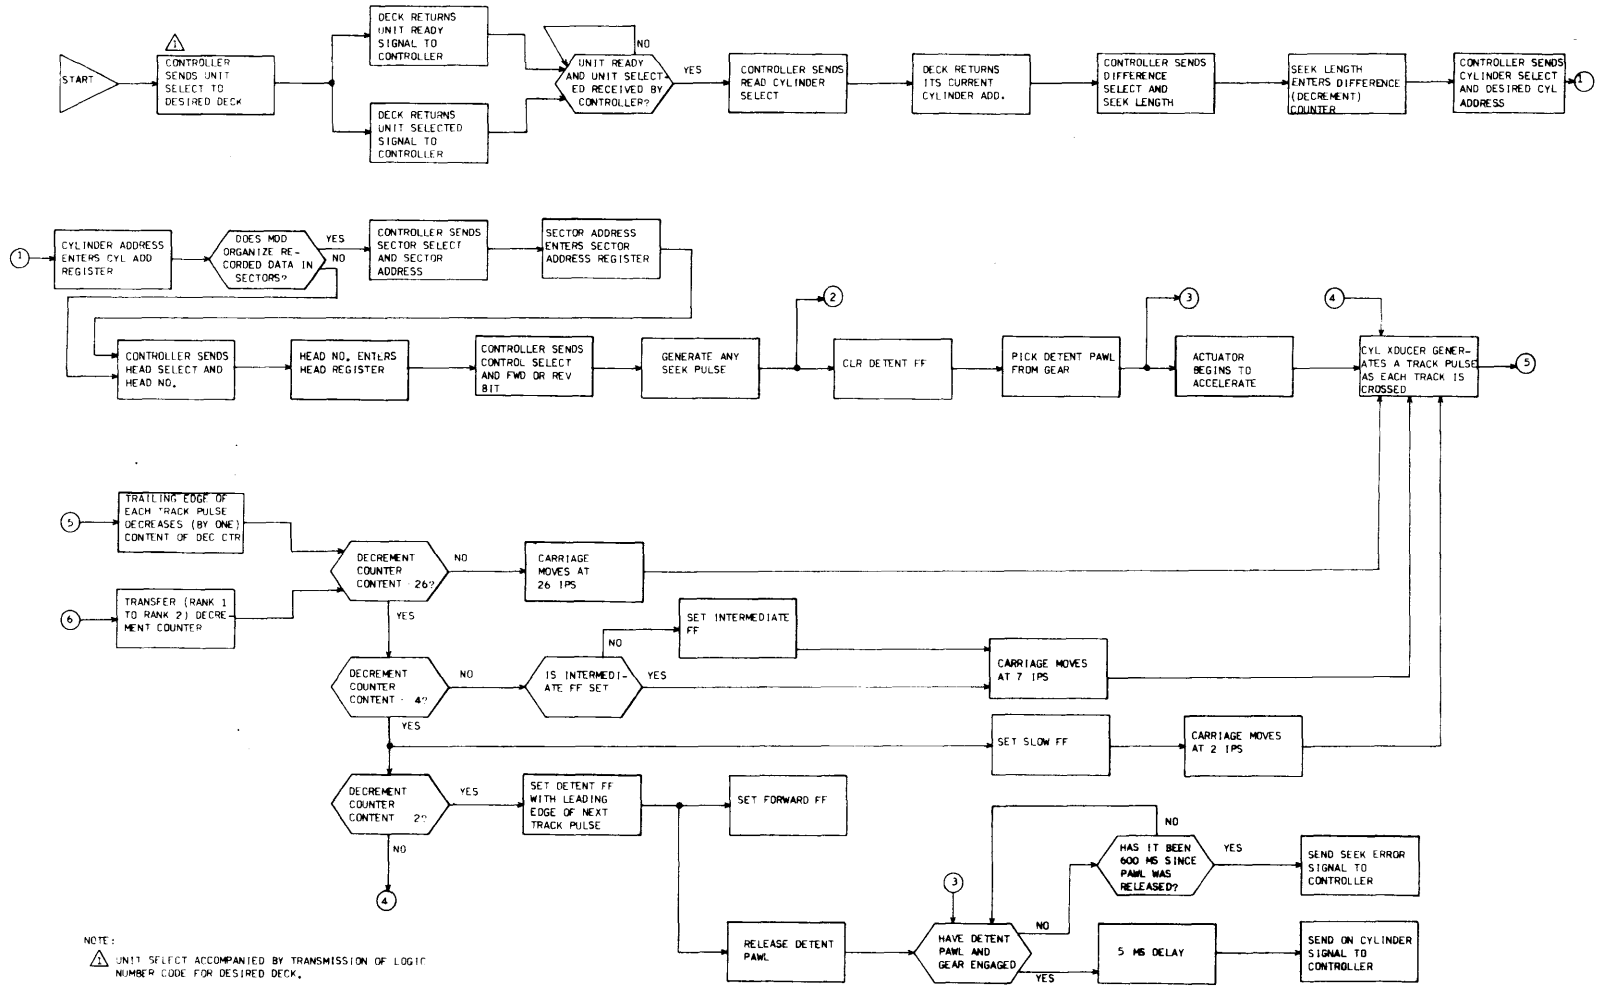 START
1
CONTROLLER
SENDS UNIT
SELECT TO
DESIRED DECK
DECK RETURNS
UNIT READY
SIGNAL TO
CONTROLLER
DECK RETURNS
UNIT SELECTED
SIGNAL TO
CONTROLLER
NO
UNIT READY
AND UNIT SELECT-
ED RECEIVED BY
CONTROLLER?
YES
CONTROLLER SENDS
READ CYLINDER
SELECT
DECK RETURNS
ITS CURRENT
CYLINDER ADD.
CONTROLLER SENDS
DIFFERENCE
SELECT AND
SEEK LENGTH
SEEK LENGTH
ENTERS DIFFERENCE
(DECREMENT)
COUNTER
CONTROLLER SENDS
CYLINDER SELECT
AND DESIRED CYL
ADDRESS
1
1
CYLINDER ADDRESS
ENTERS CYL ADD
REGISTER
DOES MOD
ORGANIZE RE-
CORDED DATA IN
SECTORS?
YES
NO
CONTROLLER SENDS
SECTOR SELECT
AND SECTOR
ADDRESS
SECTOR ADDRESS
ENTERS SECTOR
ADDRESS REGISTER
2
3
4
CONTROLLER SENDS
HEAD SELECT AND
HEAD NO.
HEAD NO. ENTERS
HEAD REGISTER
CONTROLLER SENDS
CONTROL SELECT
AND FWD OR REV
BIT
GENERATE ANY
SEEK PULSE
CLR DETENT FF
PICK DETENT PAWL
FROM GEAR
ACTUATOR
BEGINS TO
ACCELERATE
CYL XDUCER GENER-
ATES A TRACK PULSE
AS EACH TRACK IS
CROSSED
5
5
TRAILING EDGE OF
EACH TRACK PULSE
DECREASES (BY ONE)
CONTENT OF DEC CTR
6
TRANSFER (RANK 1
TO RANK 2) DECRE-
MENT COUNTER
DECREMENT
COUNTER
CONTENT 26?
NO
YES
CARRIAGE
MOVES AT
26 IPS
DECREMENT
COUNTER
CONTENT 4?
NO
YES
IS INTERMEDI-
ATE FF SET
NO
YES
SET INTERMEDIATE
FF
CARRIAGE MOVES
AT 7 IPS
SET SLOW FF
CARRIAGE MOVES
AT 2 IPS
DECREMENT
COUNTER
CONTENT 2?
YES
NO
4
SET DETENT FF
WITH LEADING
EDGE OF NEXT
TRACK PULSE
SET FORWARD FF
RELEASE DETENT
PAWL
3
HAVE DETENT
PAWL AND
GEAR ENGAGED
NO
YES
NO
HAS IT BEEN
600 MS SINCE
PAWL WAS
RELEASED?
YES
SEND SEEK ERROR
SIGNAL TO
CONTROLLER
5 MS DELAY
SEND ON CYLINDER
SIGNAL TO
CONTROLLER
NOTE:
1 UNIT SELECT ACCOMPANIED BY TRANSMISSION OF LOGIC
NUMBER CODE FOR DESIRED DECK.